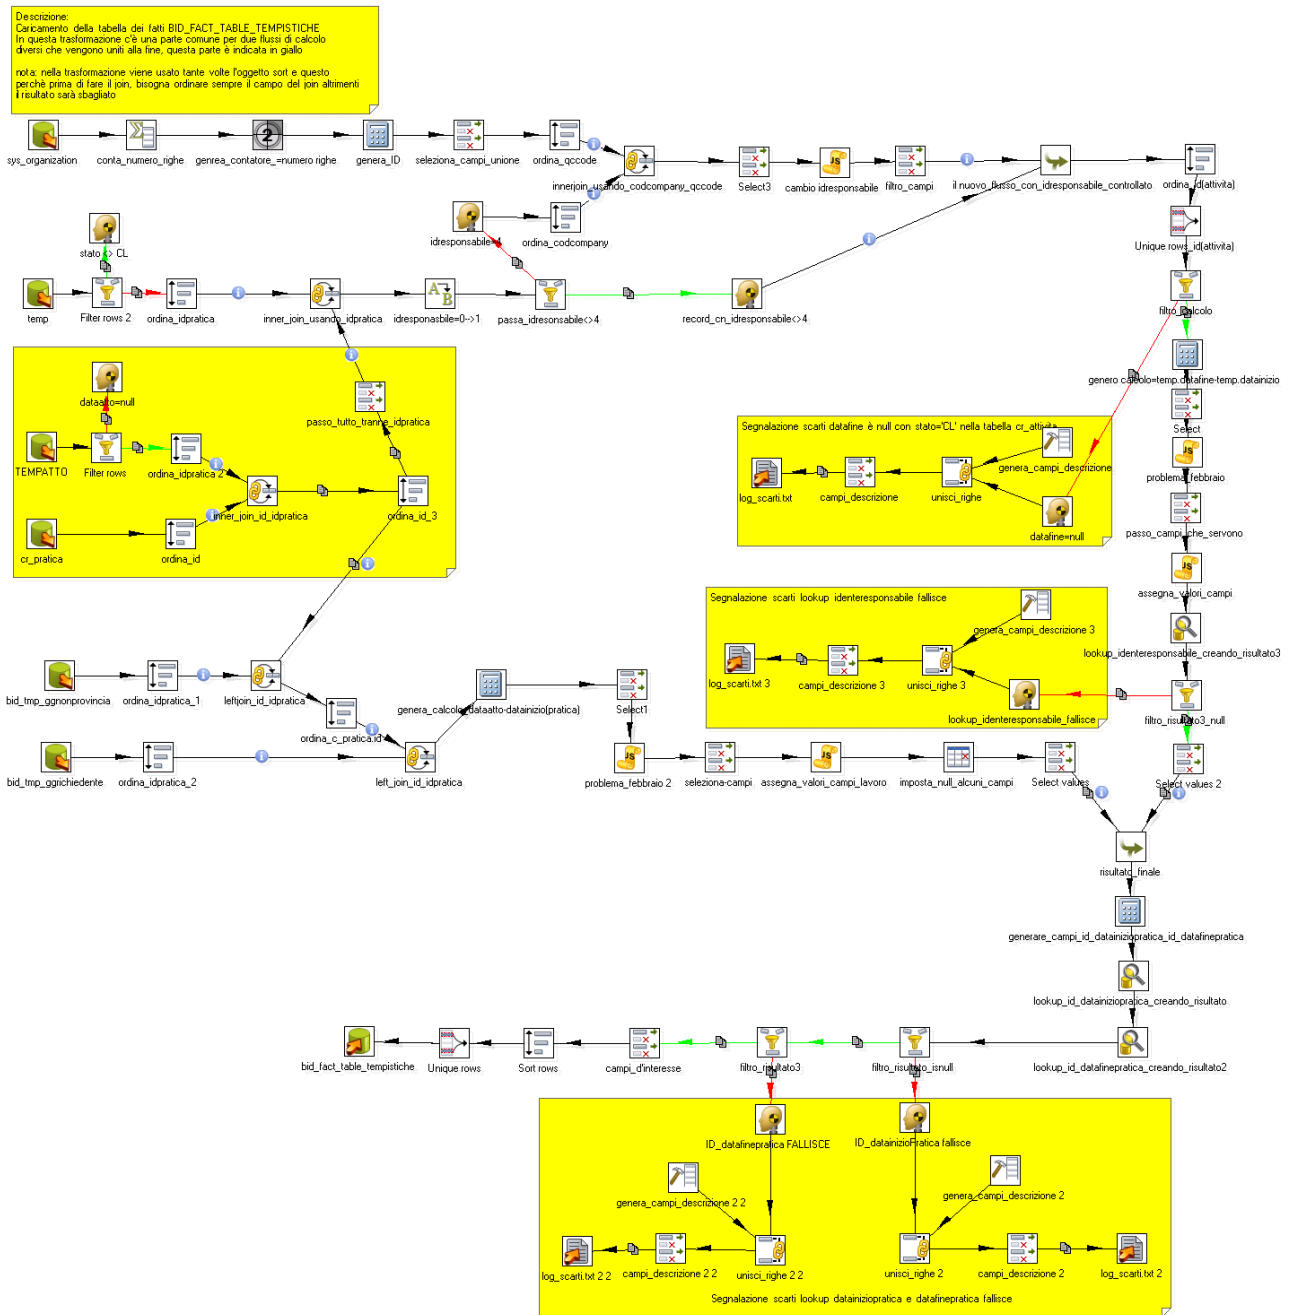 Descrizione:
Caricamento della tabella dei fatti BID_FACT_TABLE_TEMPISTICHE
In questa trasformazione c'è una parte comune per due flussi di calcolo
diversi che vengono uniti alla fine, questa parte è indicata in giallo
nota: nella trasformazione viene usato tante volte l'oggetto sort e questo
perchè prima di fare il join, bisogna ordinare sempre il campo del join altrimenti
il risultato sarà sbagliato
sys_organization
conta_numero_righe
genrea_contatore_=numero righe
genera_ID
seleziona_campi_unione
ordina_qccode
innerjoin_usando_codcompany_qccode
Select3
cambio idresponsabile
filtro_campi
il nuovo_flusso_con_idresponsabile_controllato
ordina_id(attivita)
idresponsabile=4
ordina_codcompany
Unique rows_id(attivita)
stato <> CL
temp
Filter rows 2
ordina_idpratica
inner_join_usando_idpratica
idresponasbile=0-->1
passa_idresonsabile<>4
record_cn_idresponsabile<>4
filtro_calcolo
genero calcolo=temp.datafine-temp.datainizio
dataatto=null
passo_tutto_tranne_idpratica
Select
Segnalazione scarti datafine è null con stato='CL' nella tabella cr_attivita
TEMPATTO
Filter rows
ordina_idpratica 2
genera_campi_descrizione
log_scarti.txt
campi_descrizione
unisci_righe
problema_febbraio
inner_join_id_idpratica
ordina_id_3
passo_campi_che_servono
cr_pratica
ordina_id
datafine=null
assegna_valori_campi
Segnalazione scarti lookup identeresponsabile fallisce
genera_campi_descrizione 3
lookup_identeresponsabile_creando_risultato3
log_scarti.txt 3
campi_descrizione 3
unisci_righe 3
bid_tmp_ggnonprovincia
ordina_idpratica_1
leftjoin_id_idpratica
genera_calcolo_dataatto-datainizio(pratica)
Select1
lookup_identeresponsabile_fallisce
filtro_risultato3_null
ordina_c_pratica.id
bid_tmp_ggrichiedente
ordina_idpratica_2
left_join_id_idpratica
problema_febbraio 2
seleziona-campi
assegna_valori_campi_lavoro
imposta_null_alcuni_campi
Select values
Select values 2
risultato_finale
generare_campi_id_datainiziopratica_id_datafinepratica
lookup_id_datainiziopratica_creando_risultato
bid_fact_table_tempistiche
Unique rows
Sort rows
campi_d'interesse
filtro_risultato3
filtro_risultato_isnull
lookup_id_datafinepratica_creando_risultato2
ID_datafinepratica FALLISCE
ID_datainizioPratica fallisce
genera_campi_descrizione 2 2
genera_campi_descrizione 2
log_scarti.txt 2 2
campi_descrizione 2 2
unisci_righe 2 2
unisci_righe 2
campi_descrizione 2
log_scarti.txt 2
Segnalazione scarti lookup datainiziopratica e datafinepratica fallisce